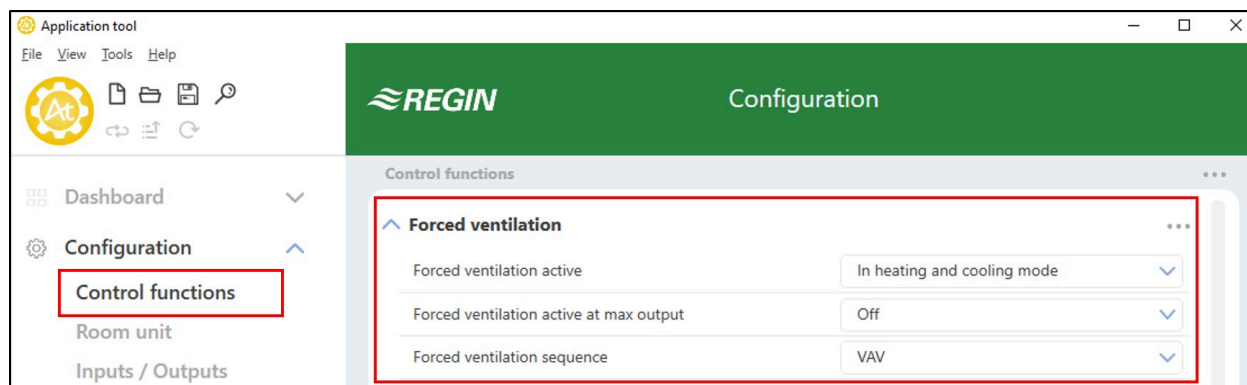 Application tool
File View Tools Help
At
REGIN
Configuration
Dashboard
Configuration
Control functions
Room unit
Inputs / Outputs
Control functions
Forced ventilation
Forced ventilation active In heating and cooling mode
Forced ventilation active at max output Off
Forced ventilation sequence VAV